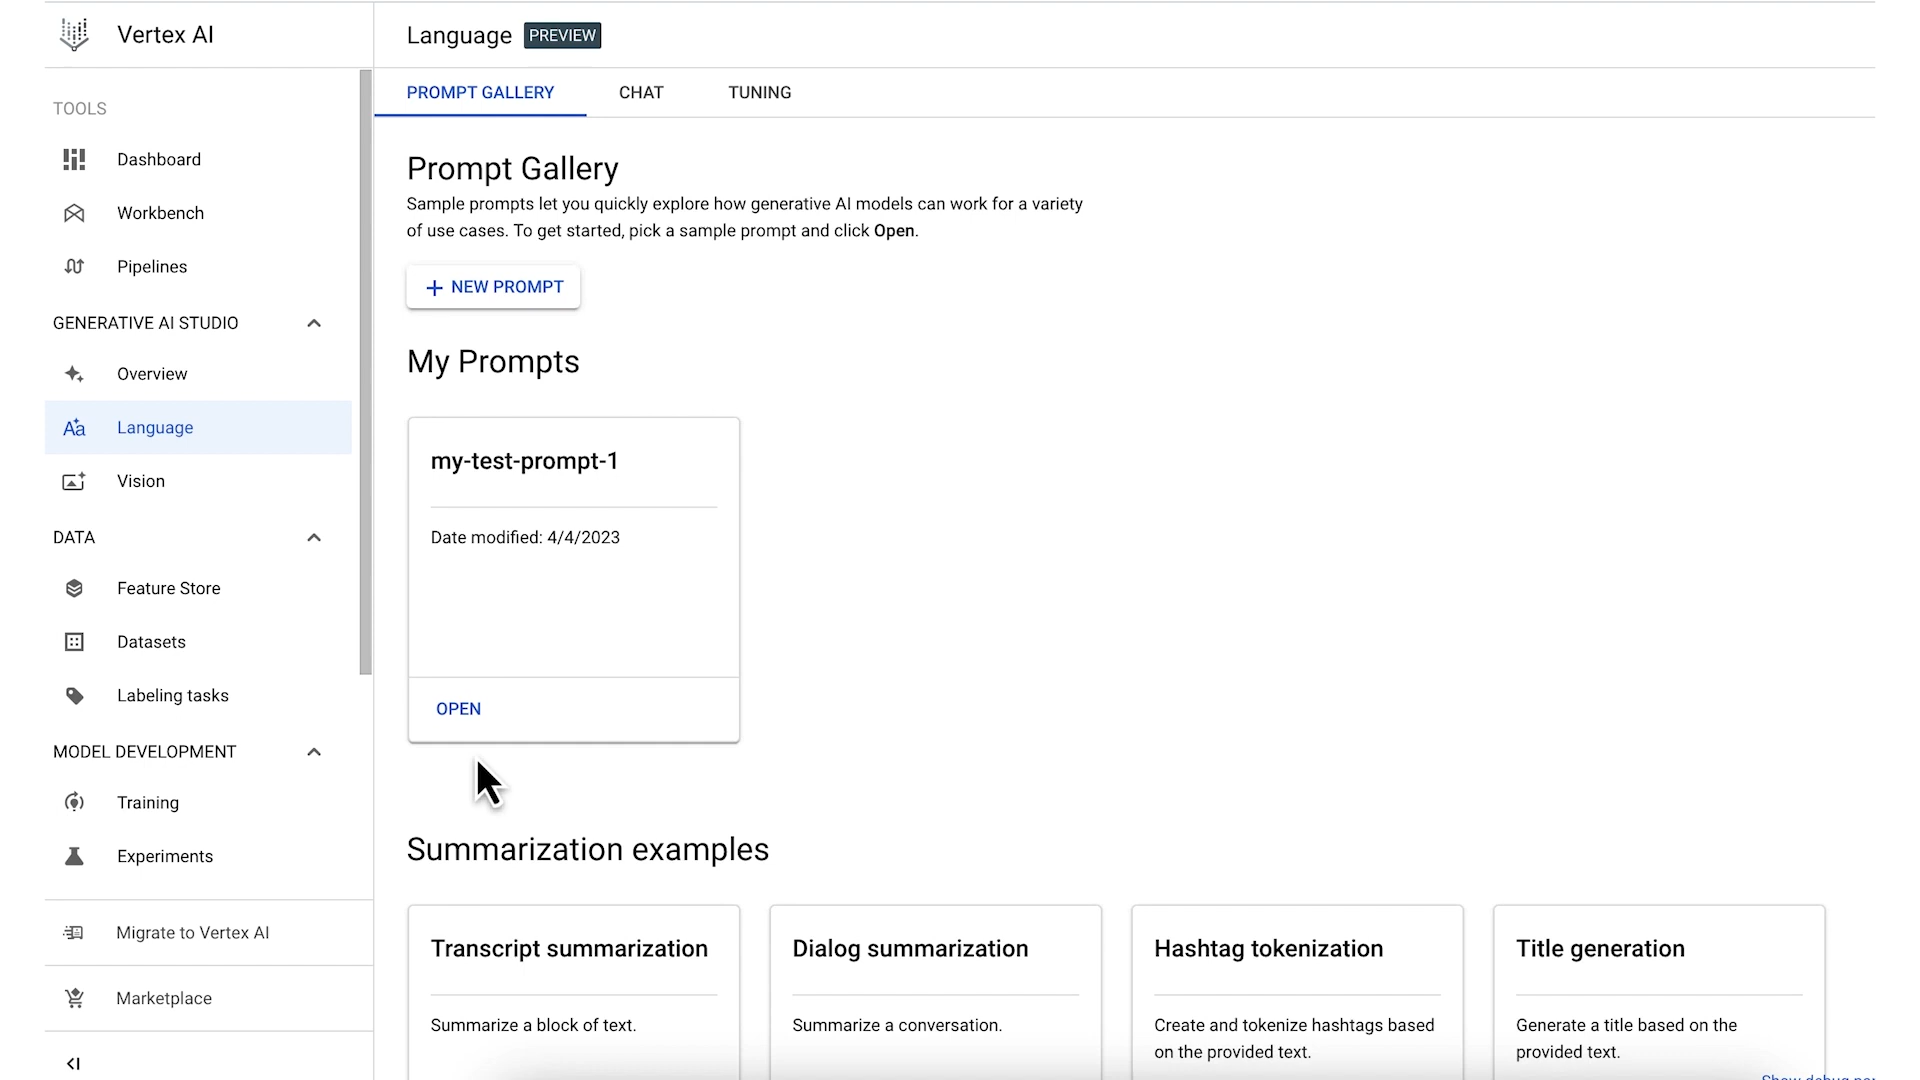 Vertex AI
Language PREVIEW
TOOLS
Dashboard
Workbench
Pipelines
GENERATIVE AI STUDIO
Overview
Language
Vision
DATA
Feature Store
Datasets
Labeling tasks
MODEL DEVELOPMENT
Training
Experiments
Migrate to Vertex AI
Marketplace
PROMPT GALLERY CHAT TUNING
Prompt Gallery
Sample prompts let you quickly explore how generative AI models can work for a variety
of use cases. To get started, pick a sample prompt and click Open.
+ NEW PROMPT
My Prompts
my-test-prompt-1
Date modified: 4/4/2023
OPEN
Summarization examples
Transcript summarization
Summarize a block of text.
Dialog summarization
Summarize a conversation.
Hashtag tokenization
Create and tokenize hashtags based
on the provided text.
Title generation
Generate a title based on the
provided text.
Show debug